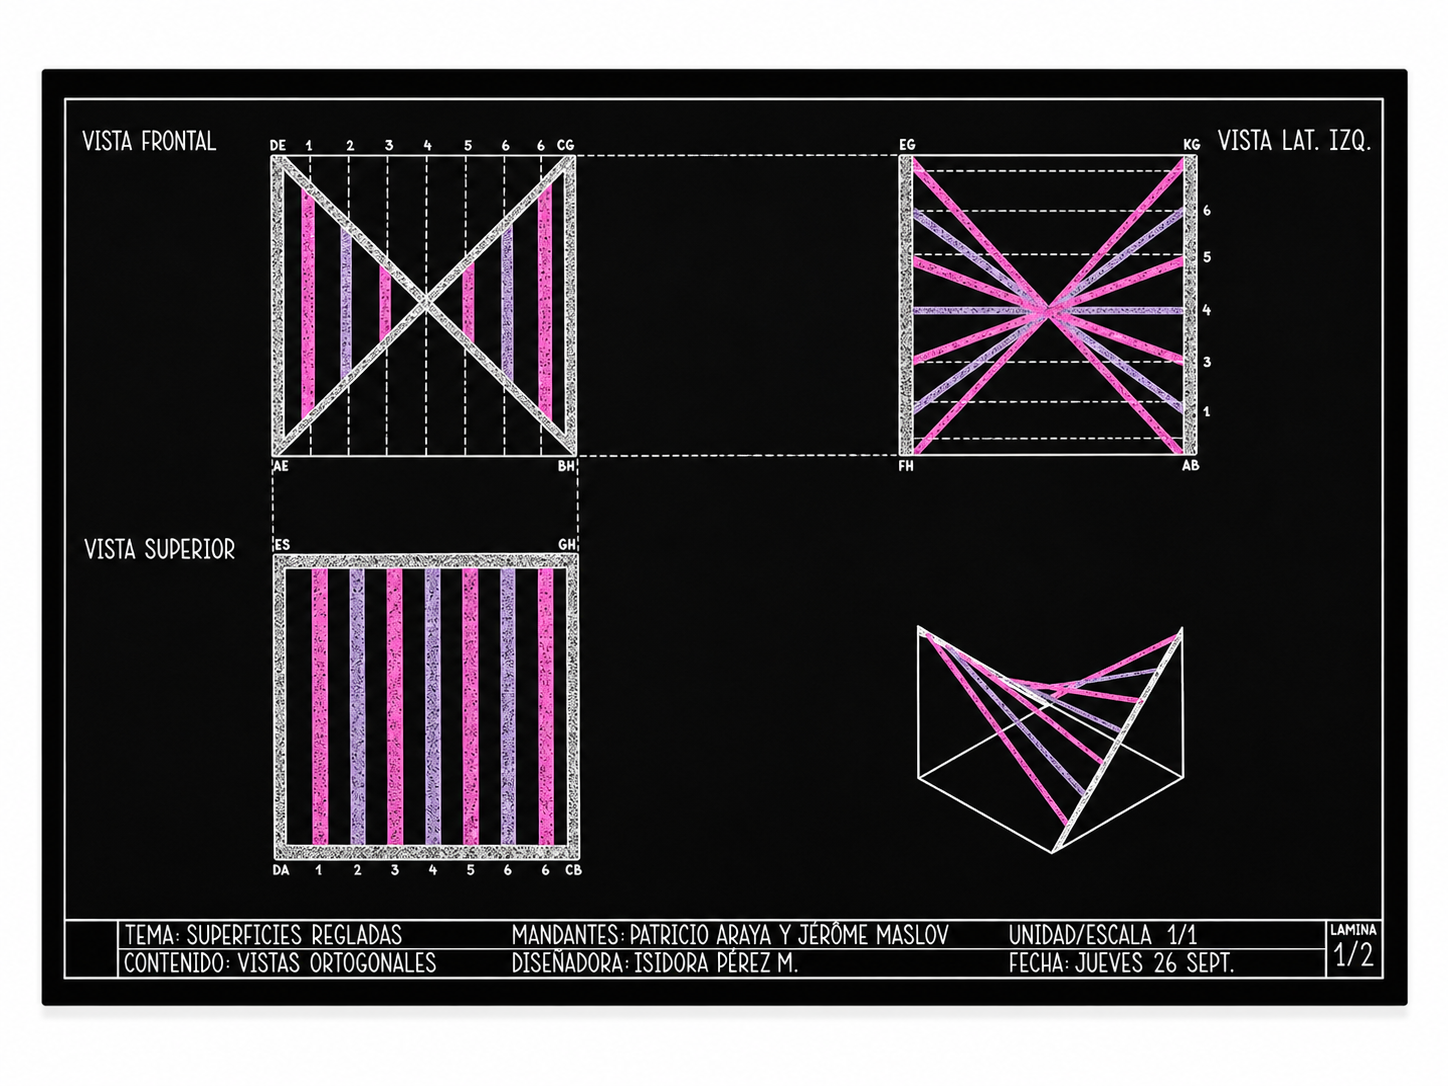 VISTA FRONTAL
DE 1 2 3 4 5 6 6 CG
EG KG
VISTA LAT. IZQ.
6
5
4
3
1
AE BH
FH AB
VISTA SUPERIOR
ES GH
DA 1 2 3 4 5 6 6 CB
TEMA: SUPERFICIES REGLADAS
CONTENIDO: VISTAS ORTOGONALES
MANDANTES: PATRICIO ARAYA Y JÉRÔME MASLOV
DISEÑADORA: ISIDORA PÉREZ M.
UNIDAD/ESCALA 1/1
FECHA: JUEVES 26 SEPT.
LAMINA
1/2